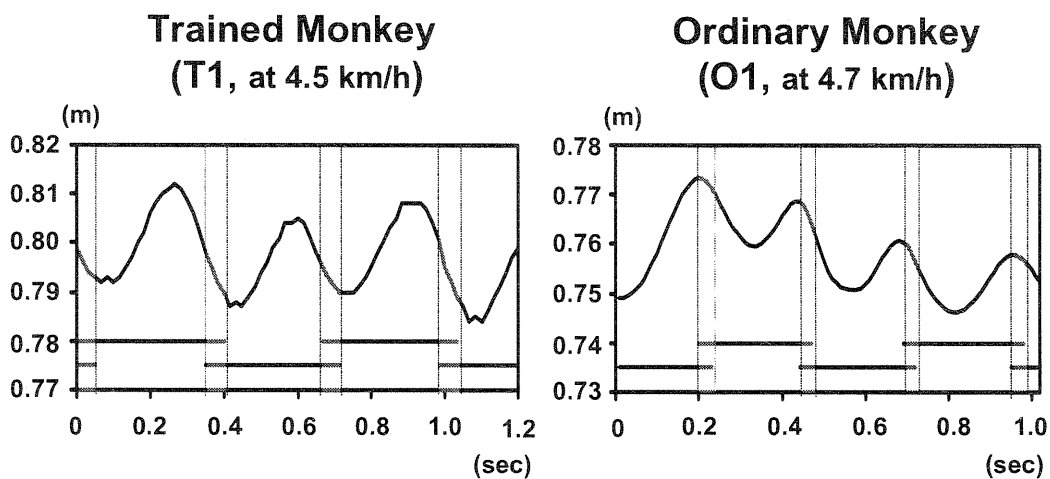 Trained Monkey
(T1, at 4.5 km/h)
(m)
0.82
0.81
0.80
0.79
0.78
0.77
0 0.2 0.4 0.6 0.8 1.0 1.2
(sec)
Ordinary Monkey
(O1, at 4.7 km/h)
(m)
0.78
0.77
0.76
0.75
0.74
0.73
0 0.2 0.4 0.6 0.8 1.0
(sec)